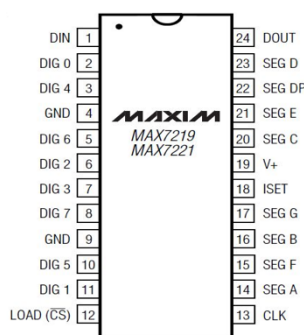 DIN 1 24 DOUT
DIG 0 2 23 SEG D
DIG 4 3 22 SEG DP
GND 4 MAXIM 21 SEG E
DIG 6 5 MAX7219 20 SEG C
DIG 2 6 MAX7221 19 V+
DIG 3 7 18 ISET
DIG 7 8 17 SEG G
GND 9 16 SEG B
DIG 5 10 15 SEG F
DIG 1 11 14 SEG A
LOAD (C̅S̅) 12 13 CLK